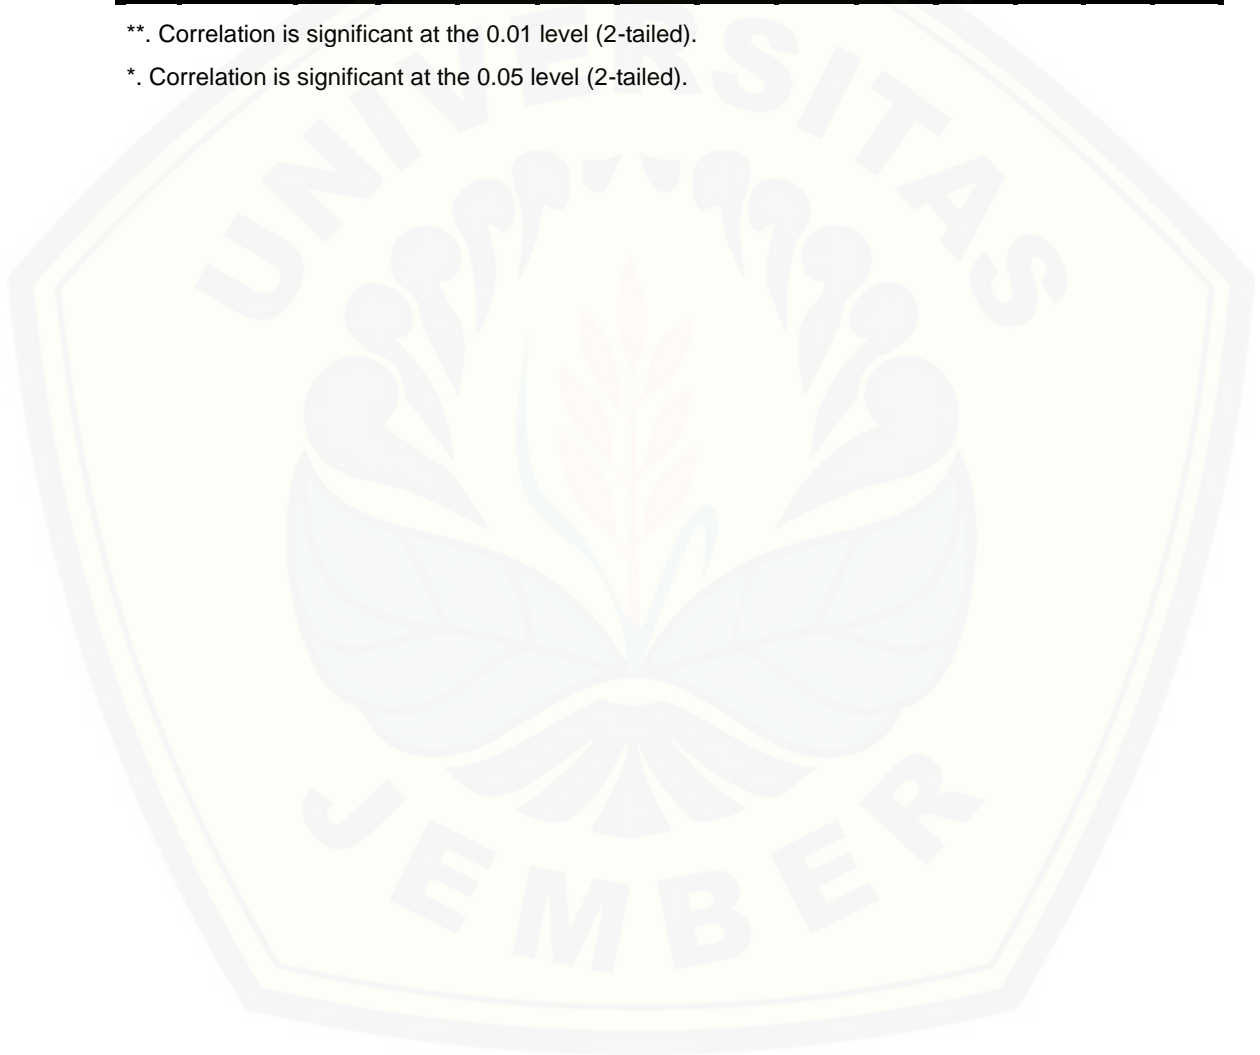 **. Correlation is significant at the 0.01 level (2-tailed).
*. Correlation is significant at the 0.05 level (2-tailed).
UNIVERSITAS
JEMBER